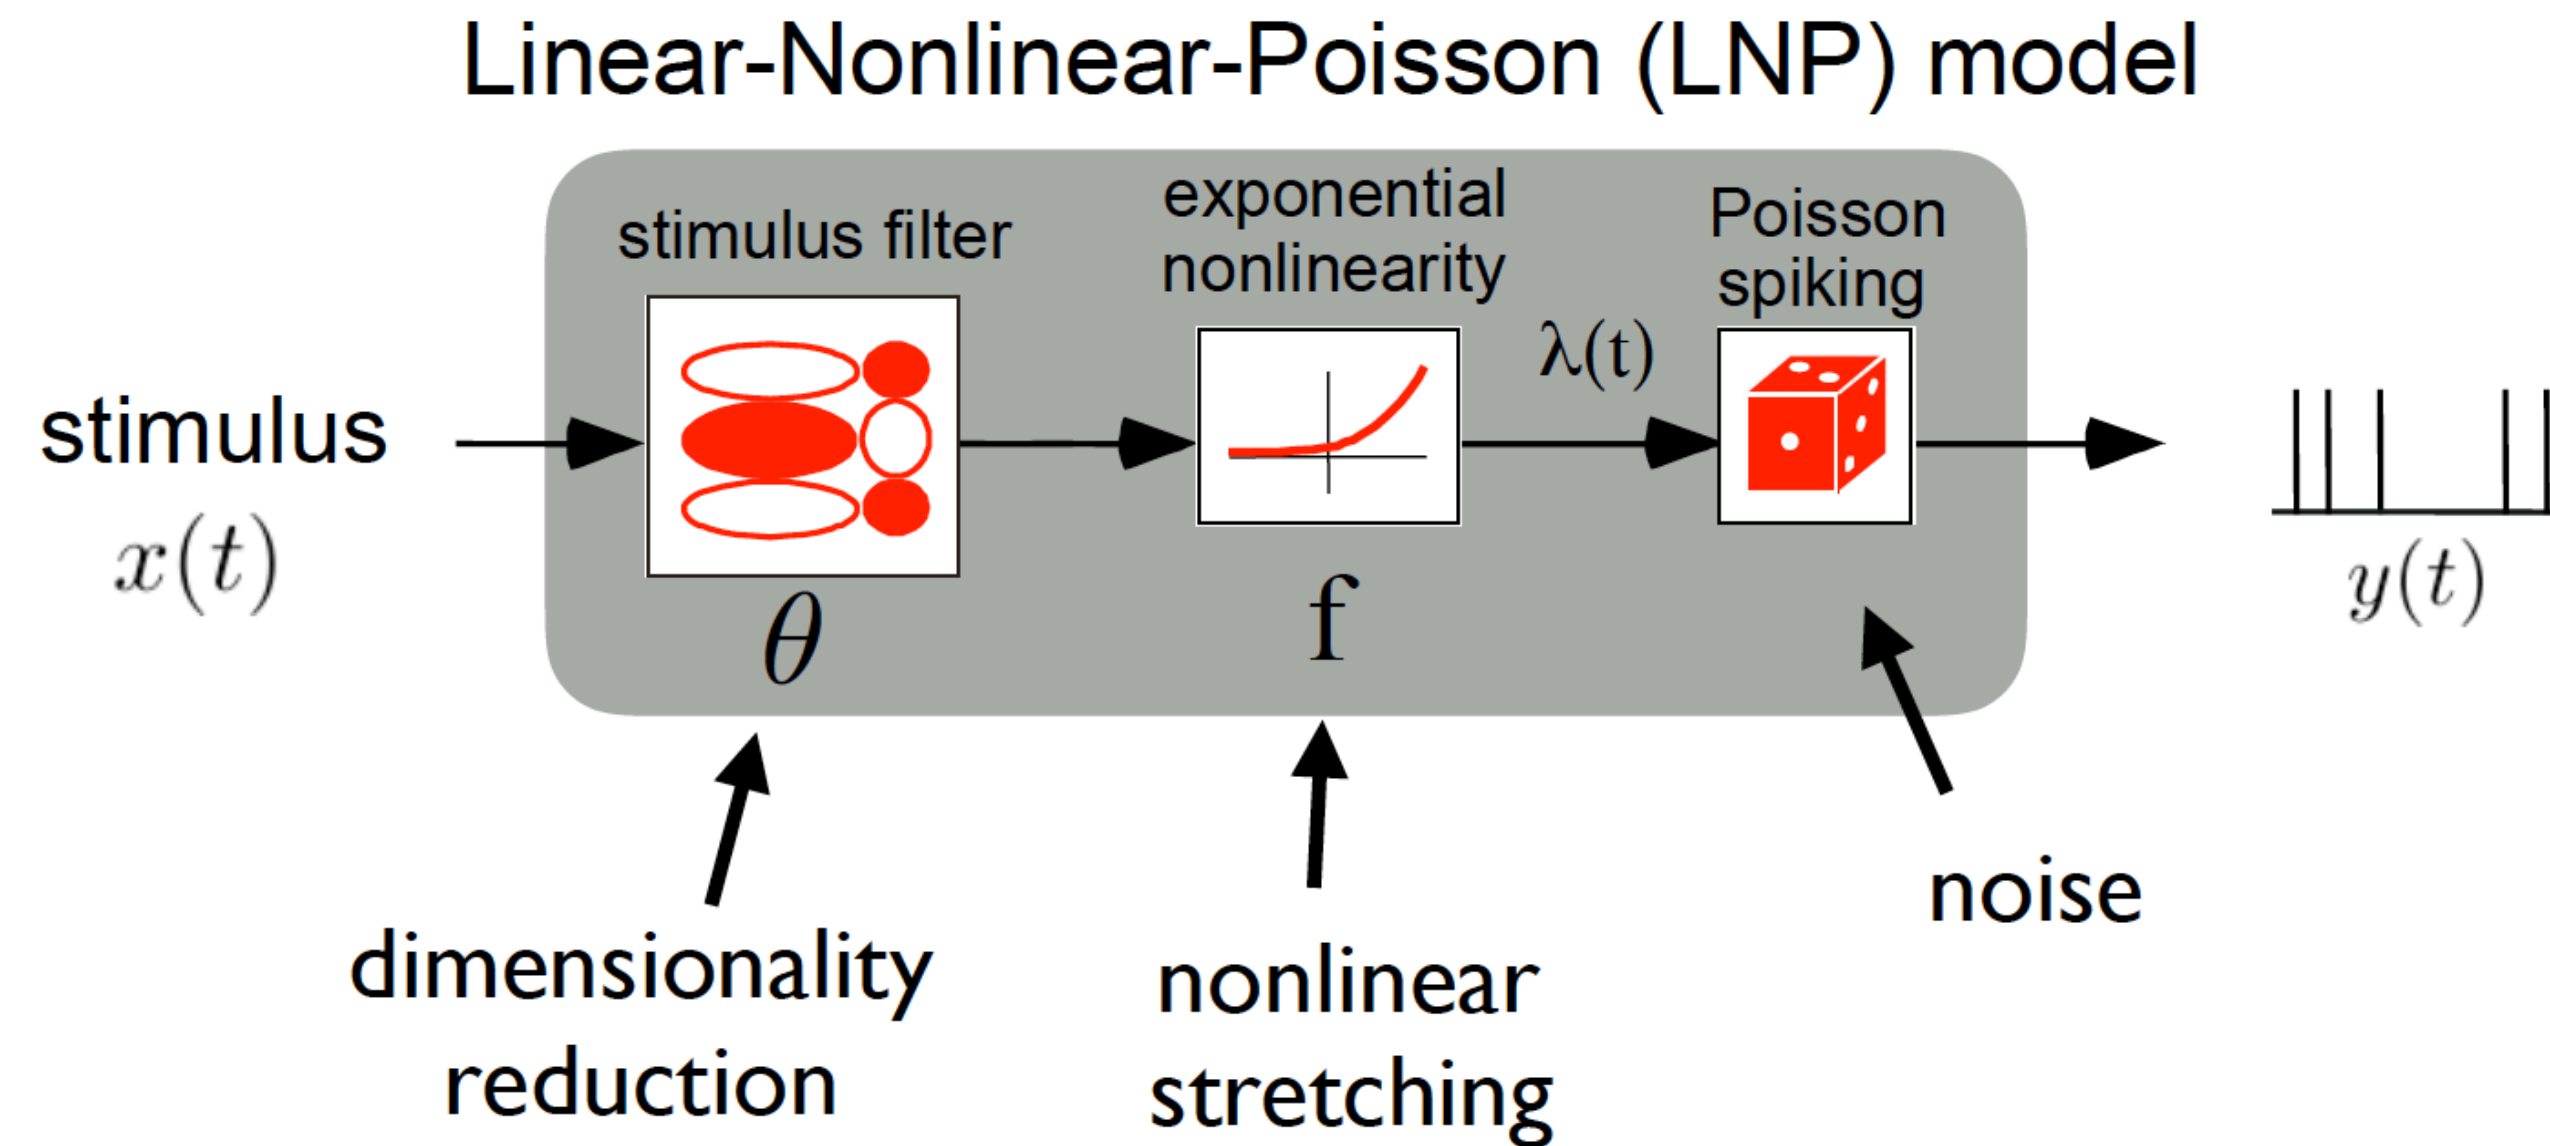 Linear-Nonlinear-Poisson (LNP) model
stimulus filter
exponential
nonlinearity
Poisson
spiking
λ(t)
stimulus
x(t)
θ
f
y(t)
dimensionality
reduction
nonlinear
stretching
noise